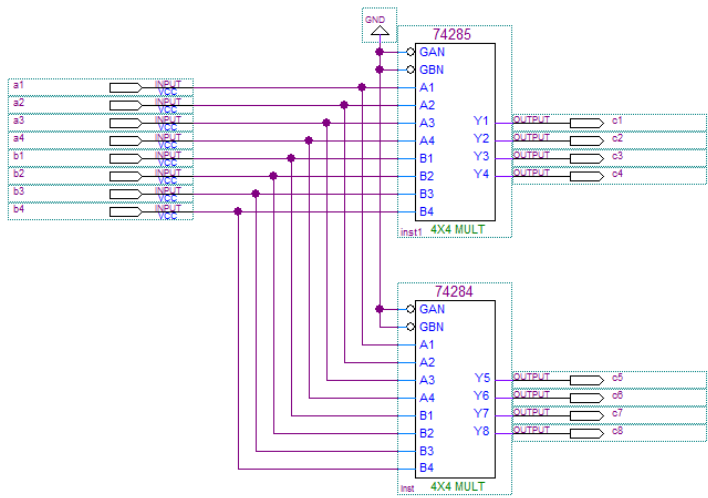 GND
74285
GAN
GBN
a1 INPUT VCC A1
a2 INPUT VCC A2
a3 INPUT VCC A3 Y1 OUTPUT c1
a4 INPUT VCC A4 Y2 OUTPUT c2
b1 INPUT VCC B1 Y3 OUTPUT c3
b2 INPUT VCC B2 Y4 OUTPUT c4
b3 INPUT VCC B3
b4 INPUT VCC B4
inst1 4X4 MULT
74284
GAN
GBN
A1
A2
A3 Y5 OUTPUT c5
A4 Y6 OUTPUT c6
B1 Y7 OUTPUT c7
B2 Y8 OUTPUT c8
B3
B4
inst 4X4 MULT